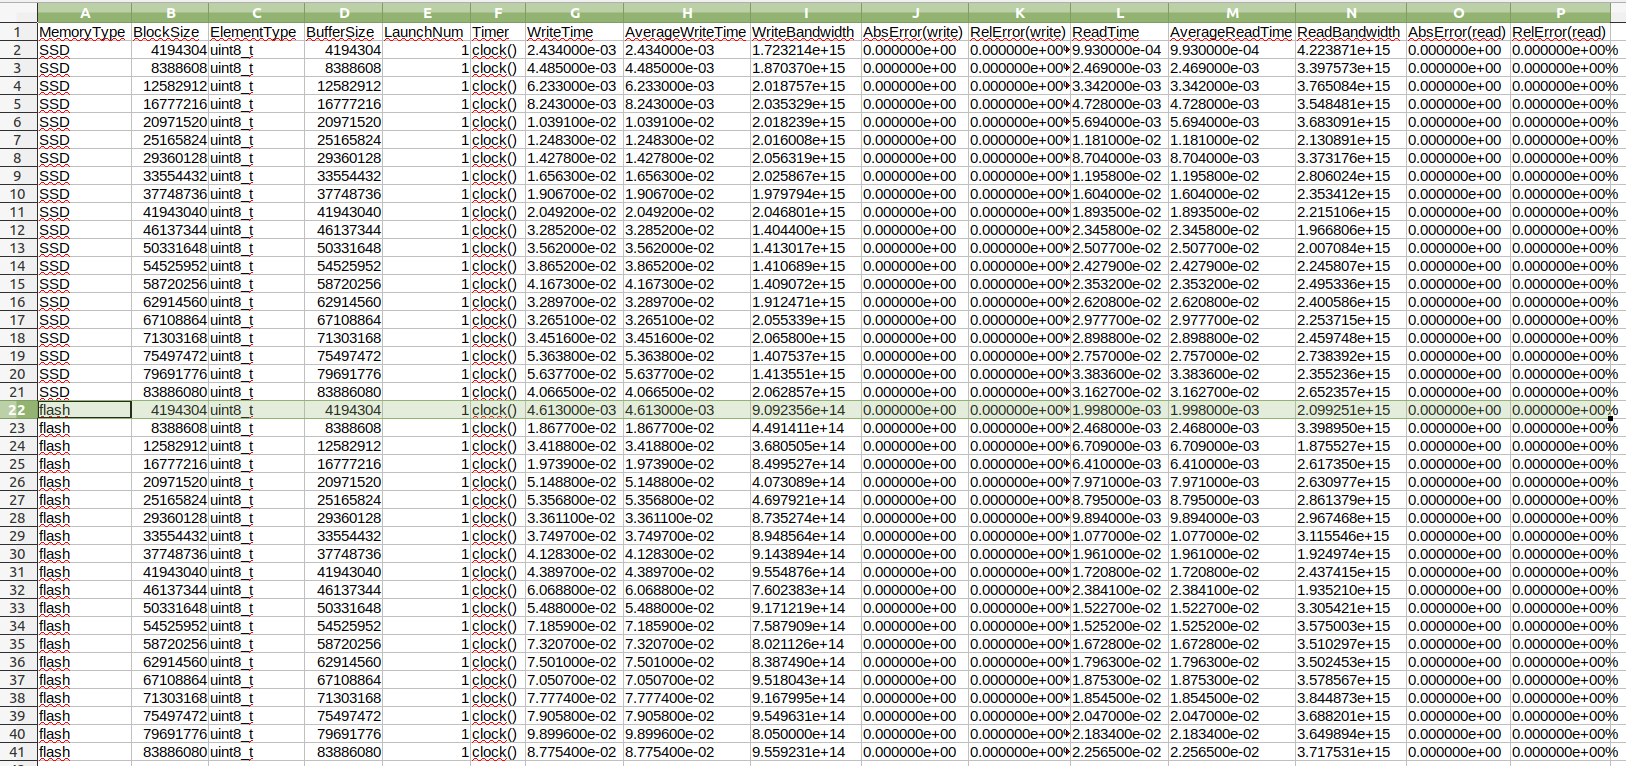 A B C D E F G H I J K L M N O P
1 MemoryType BlockSize ElementType BufferSize LaunchNum Timer WriteTime AverageWriteTime WriteBandwidth AbsError(write) RelError(write) ReadTime AverageReadTime ReadBandwidth AbsError(read) RelError(read)
2 SSD 4194304 uint8_t 4194304 1 clock() 2.434000e-03 2.434000e-03 1.723214e+15 0.000000e+00 0.000000e+00% 9.930000e-04 9.930000e-04 4.223871e+15 0.000000e+00 0.000000e+00%
3 SSD 8388608 uint8_t 8388608 1 clock() 4.485000e-03 4.485000e-03 1.870370e+15 0.000000e+00 0.000000e+00% 2.469000e-03 2.469000e-03 3.397573e+15 0.000000e+00 0.000000e+00%
4 SSD 12582912 uint8_t 12582912 1 clock() 6.233000e-03 6.233000e-03 2.018757e+15 0.000000e+00 0.000000e+00% 3.342000e-03 3.342000e-03 3.765084e+15 0.000000e+00 0.000000e+00%
5 SSD 16777216 uint8_t 16777216 1 clock() 8.243000e-03 8.243000e-03 2.035329e+15 0.000000e+00 0.000000e+00% 4.728000e-03 4.728000e-03 3.548481e+15 0.000000e+00 0.000000e+00%
6 SSD 20971520 uint8_t 20971520 1 clock() 1.039100e-02 1.039100e-02 2.018239e+15 0.000000e+00 0.000000e+00% 5.694000e-03 5.694000e-03 3.683091e+15 0.000000e+00 0.000000e+00%
7 SSD 25165824 uint8_t 25165824 1 clock() 1.248300e-02 1.248300e-02 2.016008e+15 0.000000e+00 0.000000e+00% 1.181000e-02 1.181000e-02 2.130891e+15 0.000000e+00 0.000000e+00%
8 SSD 29360128 uint8_t 29360128 1 clock() 1.427800e-02 1.427800e-02 2.056319e+15 0.000000e+00 0.000000e+00% 8.704000e-03 8.704000e-03 3.373176e+15 0.000000e+00 0.000000e+00%
9 SSD 33554432 uint8_t 33554432 1 clock() 1.656300e-02 1.656300e-02 2.025867e+15 0.000000e+00 0.000000e+00% 1.195800e-02 1.195800e-02 2.806024e+15 0.000000e+00 0.000000e+00%
10 SSD 37748736 uint8_t 37748736 1 clock() 1.906700e-02 1.906700e-02 1.979794e+15 0.000000e+00 0.000000e+00% 1.604000e-02 1.604000e-02 2.353412e+15 0.000000e+00 0.000000e+00%
11 SSD 41943040 uint8_t 41943040 1 clock() 2.049200e-02 2.049200e-02 2.046801e+15 0.000000e+00 0.000000e+00% 1.893500e-02 1.893500e-02 2.215106e+15 0.000000e+00 0.000000e+00%
12 SSD 46137344 uint8_t 46137344 1 clock() 3.285200e-02 3.285200e-02 1.404400e+15 0.000000e+00 0.000000e+00% 2.345800e-02 2.345800e-02 1.966806e+15 0.000000e+00 0.000000e+00%
13 SSD 50331648 uint8_t 50331648 1 clock() 3.562000e-02 3.562000e-02 1.413017e+15 0.000000e+00 0.000000e+00% 2.507700e-02 2.507700e-02 2.007084e+15 0.000000e+00 0.000000e+00%
14 SSD 54525952 uint8_t 54525952 1 clock() 3.865200e-02 3.865200e-02 1.410689e+15 0.000000e+00 0.000000e+00% 2.427900e-02 2.427900e-02 2.245807e+15 0.000000e+00 0.000000e+00%
15 SSD 58720256 uint8_t 58720256 1 clock() 4.167300e-02 4.167300e-02 1.409072e+15 0.000000e+00 0.000000e+00% 2.353200e-02 2.353200e-02 2.495336e+15 0.000000e+00 0.000000e+00%
16 SSD 62914560 uint8_t 62914560 1 clock() 3.289700e-02 3.289700e-02 1.912471e+15 0.000000e+00 0.000000e+00% 2.620800e-02 2.620800e-02 2.400586e+15 0.000000e+00 0.000000e+00%
17 SSD 67108864 uint8_t 67108864 1 clock() 3.265100e-02 3.265100e-02 2.055339e+15 0.000000e+00 0.000000e+00% 2.977700e-02 2.977700e-02 2.253715e+15 0.000000e+00 0.000000e+00%
18 SSD 71303168 uint8_t 71303168 1 clock() 3.451600e-02 3.451600e-02 2.065800e+15 0.000000e+00 0.000000e+00% 2.898800e-02 2.898800e-02 2.459748e+15 0.000000e+00 0.000000e+00%
19 SSD 75497472 uint8_t 75497472 1 clock() 5.363800e-02 5.363800e-02 1.407537e+15 0.000000e+00 0.000000e+00% 2.757000e-02 2.757000e-02 2.738392e+15 0.000000e+00 0.000000e+00%
20 SSD 79691776 uint8_t 79691776 1 clock() 5.637700e-02 5.637700e-02 1.413551e+15 0.000000e+00 0.000000e+00% 3.383600e-02 3.383600e-02 2.355236e+15 0.000000e+00 0.000000e+00%
21 SSD 83886080 uint8_t 83886080 1 clock() 4.066500e-02 4.066500e-02 2.062857e+15 0.000000e+00 0.000000e+00% 3.162700e-02 3.162700e-02 2.652357e+15 0.000000e+00 0.000000e+00%
22 flash 4194304 uint8_t 4194304 1 clock() 4.613000e-03 4.613000e-03 9.092356e+14 0.000000e+00 0.000000e+00% 1.998000e-03 1.998000e-03 2.099251e+15 0.000000e+00 0.000000e+00%
23 flash 8388608 uint8_t 8388608 1 clock() 1.867700e-02 1.867700e-02 4.491411e+14 0.000000e+00 0.000000e+00% 2.468000e-03 2.468000e-03 3.398950e+15 0.000000e+00 0.000000e+00%
24 flash 12582912 uint8_t 12582912 1 clock() 3.418800e-02 3.418800e-02 3.680505e+14 0.000000e+00 0.000000e+00% 6.709000e-03 6.709000e-03 1.875527e+15 0.000000e+00 0.000000e+00%
25 flash 16777216 uint8_t 16777216 1 clock() 1.973900e-02 1.973900e-02 8.499527e+14 0.000000e+00 0.000000e+00% 6.410000e-03 6.410000e-03 2.617350e+15 0.000000e+00 0.000000e+00%
26 flash 20971520 uint8_t 20971520 1 clock() 5.148800e-02 5.148800e-02 4.073089e+14 0.000000e+00 0.000000e+00% 7.971000e-03 7.971000e-03 2.630977e+15 0.000000e+00 0.000000e+00%
27 flash 25165824 uint8_t 25165824 1 clock() 5.356800e-02 5.356800e-02 4.697921e+14 0.000000e+00 0.000000e+00% 8.795000e-03 8.795000e-03 2.861379e+15 0.000000e+00 0.000000e+00%
28 flash 29360128 uint8_t 29360128 1 clock() 3.361100e-02 3.361100e-02 8.735274e+14 0.000000e+00 0.000000e+00% 9.894000e-03 9.894000e-03 2.967468e+15 0.000000e+00 0.000000e+00%
29 flash 33554432 uint8_t 33554432 1 clock() 3.749700e-02 3.749700e-02 8.948564e+14 0.000000e+00 0.000000e+00% 1.077000e-02 1.077000e-02 3.115546e+15 0.000000e+00 0.000000e+00%
30 flash 37748736 uint8_t 37748736 1 clock() 4.128300e-02 4.128300e-02 9.143894e+14 0.000000e+00 0.000000e+00% 1.961000e-02 1.961000e-02 1.924974e+15 0.000000e+00 0.000000e+00%
31 flash 41943040 uint8_t 41943040 1 clock() 4.389700e-02 4.389700e-02 9.554876e+14 0.000000e+00 0.000000e+00% 1.720800e-02 1.720800e-02 2.437415e+15 0.000000e+00 0.000000e+00%
32 flash 46137344 uint8_t 46137344 1 clock() 6.068800e-02 6.068800e-02 7.602383e+14 0.000000e+00 0.000000e+00% 2.384100e-02 2.384100e-02 1.935210e+15 0.000000e+00 0.000000e+00%
33 flash 50331648 uint8_t 50331648 1 clock() 5.488000e-02 5.488000e-02 9.171219e+14 0.000000e+00 0.000000e+00% 1.522700e-02 1.522700e-02 3.305421e+15 0.000000e+00 0.000000e+00%
34 flash 54525952 uint8_t 54525952 1 clock() 7.185900e-02 7.185900e-02 7.587909e+14 0.000000e+00 0.000000e+00% 1.525200e-02 1.525200e-02 3.575003e+15 0.000000e+00 0.000000e+00%
35 flash 58720256 uint8_t 58720256 1 clock() 7.320700e-02 7.320700e-02 8.021126e+14 0.000000e+00 0.000000e+00% 1.672800e-02 1.672800e-02 3.510297e+15 0.000000e+00 0.000000e+00%
36 flash 62914560 uint8_t 62914560 1 clock() 7.501000e-02 7.501000e-02 8.387490e+14 0.000000e+00 0.000000e+00% 1.796300e-02 1.796300e-02 3.502453e+15 0.000000e+00 0.000000e+00%
37 flash 67108864 uint8_t 67108864 1 clock() 7.050700e-02 7.050700e-02 9.518043e+14 0.000000e+00 0.000000e+00% 1.875300e-02 1.875300e-02 3.578567e+15 0.000000e+00 0.000000e+00%
38 flash 71303168 uint8_t 71303168 1 clock() 7.777400e-02 7.777400e-02 9.167995e+14 0.000000e+00 0.000000e+00% 1.854500e-02 1.854500e-02 3.844873e+15 0.000000e+00 0.000000e+00%
39 flash 75497472 uint8_t 75497472 1 clock() 7.905800e-02 7.905800e-02 9.549631e+14 0.000000e+00 0.000000e+00% 2.047000e-02 2.047000e-02 3.688201e+15 0.000000e+00 0.000000e+00%
40 flash 79691776 uint8_t 79691776 1 clock() 9.899600e-02 9.899600e-02 8.050000e+14 0.000000e+00 0.000000e+00% 2.183400e-02 2.183400e-02 3.649894e+15 0.000000e+00 0.000000e+00%
41 flash 83886080 uint8_t 83886080 1 clock() 8.775400e-02 8.775400e-02 9.559231e+14 0.000000e+00 0.000000e+00% 2.256500e-02 2.256500e-02 3.717531e+15 0.000000e+00 0.000000e+00%